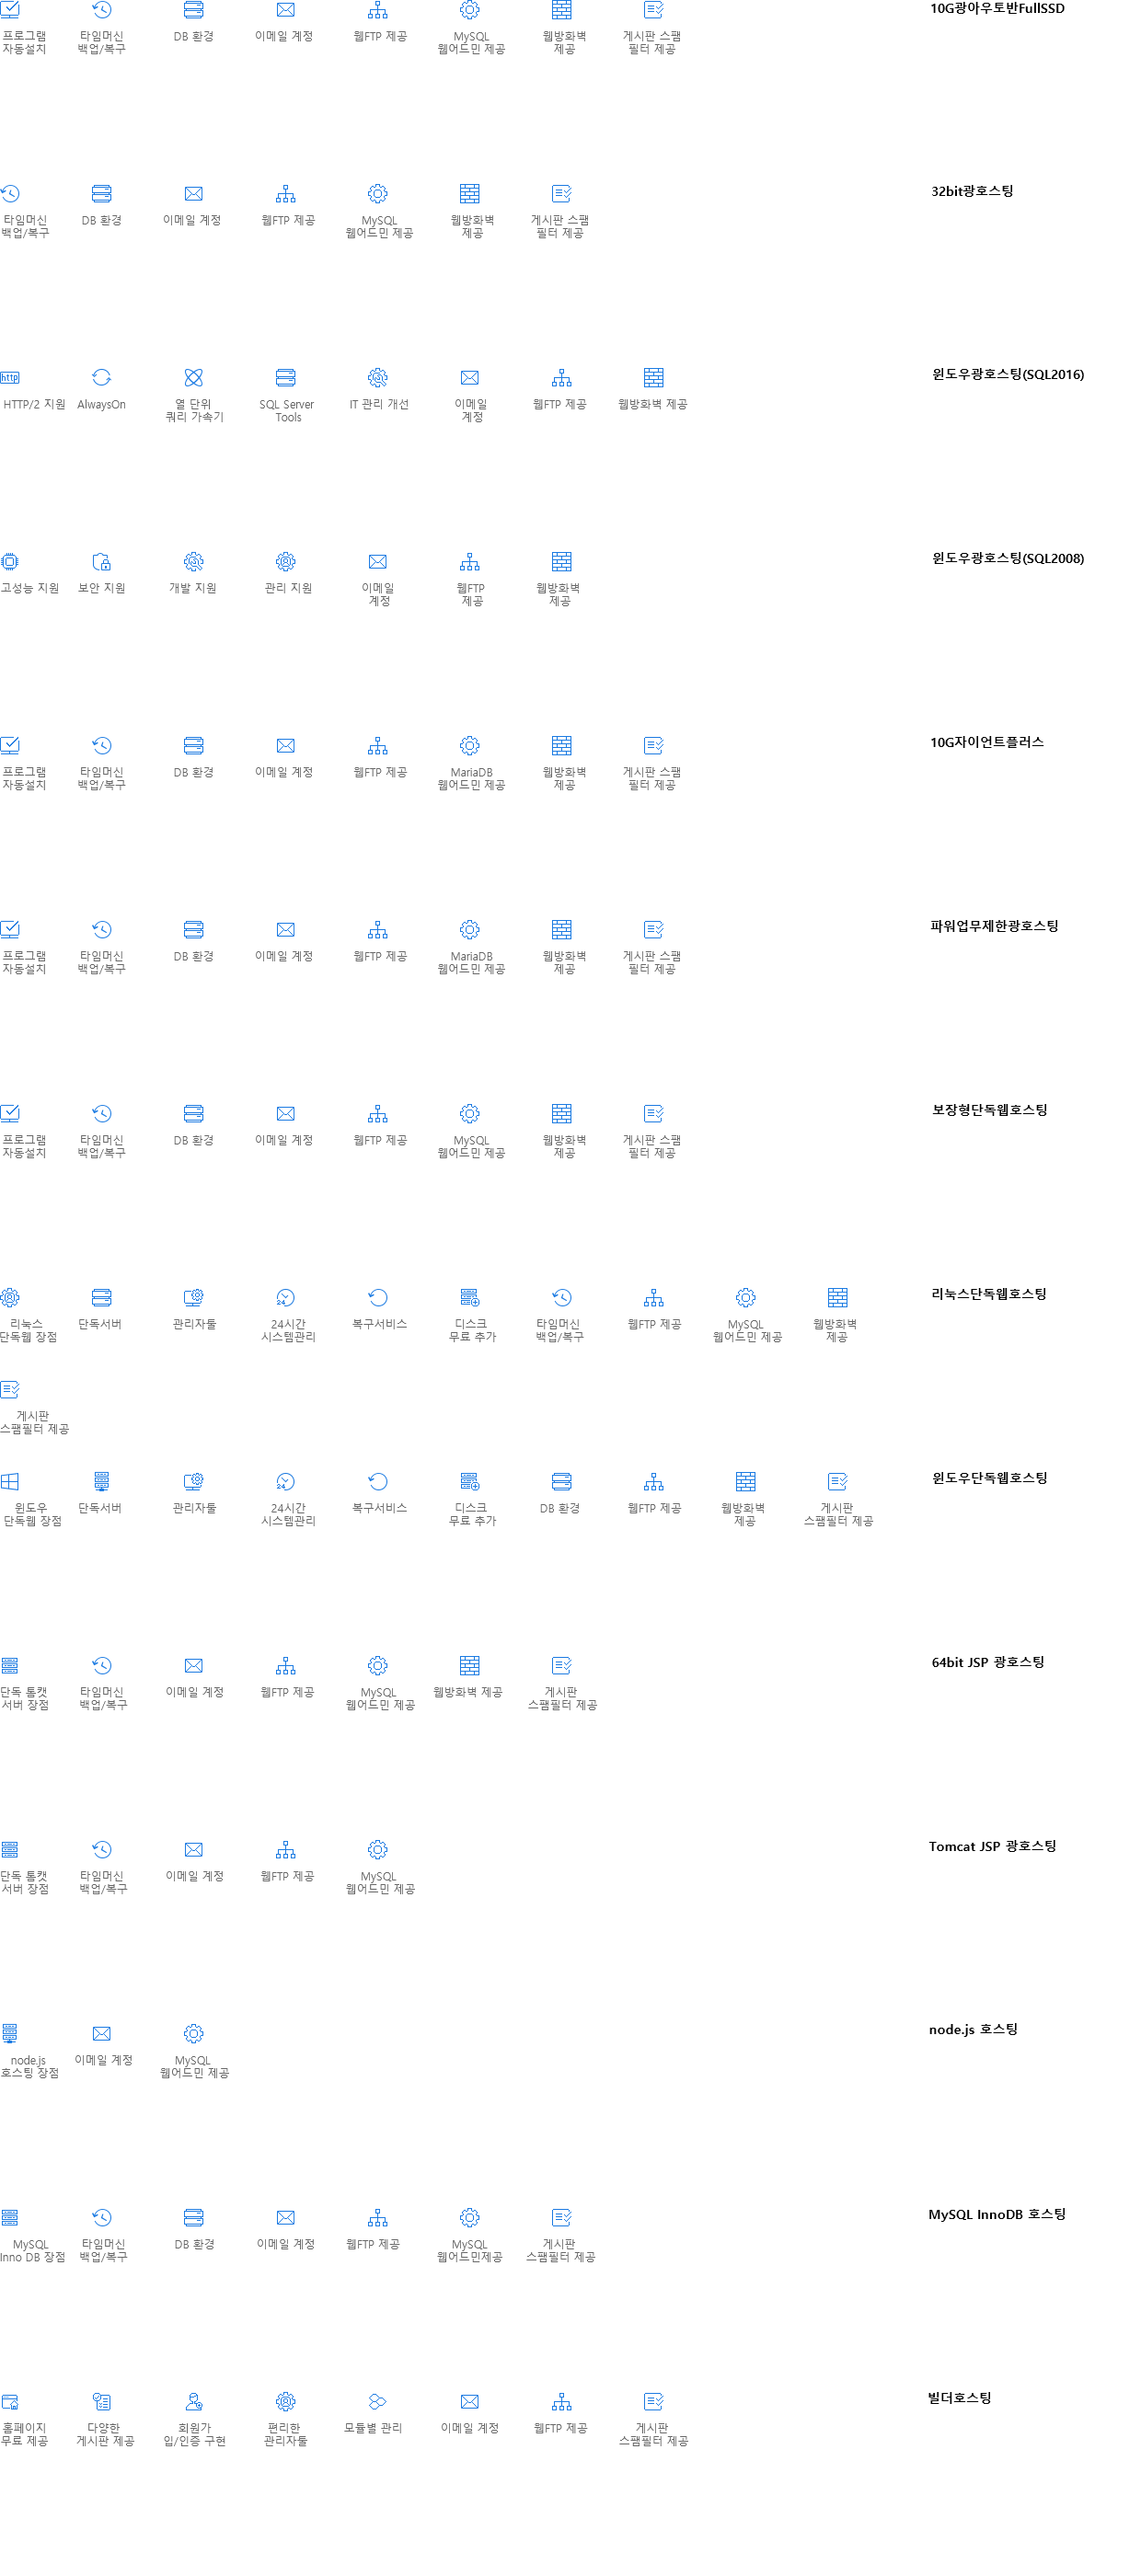 10G광아우토반FullSSD
프로그램 타임머신 DB 환경 이메일 계정 웹FTP 제공 MySQL 웹방화벽 게시판 스팸
자동설치 백업/복구 웹어드민 제공 제공 필터 제공
32bit광호스팅
타임머신 DB 환경 이메일 계정 웹FTP 제공 MySQL 웹방화벽 게시판 스팸
백업/복구 웹어드민 제공 제공 필터 제공
http 윈도우광호스팅(SQL2016)
HTTP/2 지원 AlwaysOn 열 단위 SQL Server IT 관리 개선 이메일 웹FTP 제공 웹방화벽 제공
쿼리 가속기 Tools 계정
윈도우광호스팅(SQL2008)
고성능 지원 보안 지원 개발 지원 관리 지원 이메일 웹FTP 웹방화벽
계정 제공 제공
10G자이언트플러스
프로그램 타임머신 DB 환경 이메일 계정 웹FTP 제공 MariaDB 웹방화벽 게시판 스팸
자동설치 백업/복구 웹어드민 제공 제공 필터 제공
파워업무제한광호스팅
프로그램 타임머신 DB 환경 이메일 계정 웹FTP 제공 MariaDB 웹방화벽 게시판 스팸
자동설치 백업/복구 웹어드민 제공 제공 필터 제공
보장형단독웹호스팅
프로그램 타임머신 DB 환경 이메일 계정 웹FTP 제공 MySQL 웹방화벽 게시판 스팸
자동설치 백업/복구 웹어드민 제공 제공 필터 제공
24 리눅스단독웹호스팅
리눅스 단독서버 관리자툴 24시간 복구서비스 디스크 타임머신 웹FTP 제공 MySQL 웹방화벽
단독웹 장점 시스템관리 무료 추가 백업/복구 웹어드민 제공 제공
게시판
스팸필터 제공
24 윈도우단독웹호스팅
윈도우 단독서버 관리자툴 24시간 복구서비스 디스크 DB 환경 웹FTP 제공 웹방화벽 게시판
단독웹 장점 시스템관리 무료 추가 제공 스팸필터 제공
64bit JSP 광호스팅
단독 톰캣 타임머신 이메일 계정 웹FTP 제공 MySQL 웹방화벽 제공 게시판
서버 장점 백업/복구 웹어드민 제공 스팸필터 제공
Tomcat JSP 광호스팅
단독 톰캣 타임머신 이메일 계정 웹FTP 제공 MySQL
서버 장점 백업/복구 웹어드민 제공
node.js 호스팅
node.js 이메일 계정 MySQL
호스팅 장점 웹어드민 제공
MySQL InnoDB 호스팅
MySQL 타임머신 DB 환경 이메일 계정 웹FTP 제공 MySQL 게시판
Inno DB 장점 백업/복구 웹어드민제공 스팸필터 제공
빌더호스팅
홈페이지 다양한 회원가 편리한 모듈별 관리 이메일 계정 웹FTP 제공 게시판
무료 제공 게시판 제공 입/인증 구현 관리자툴 스팸필터 제공